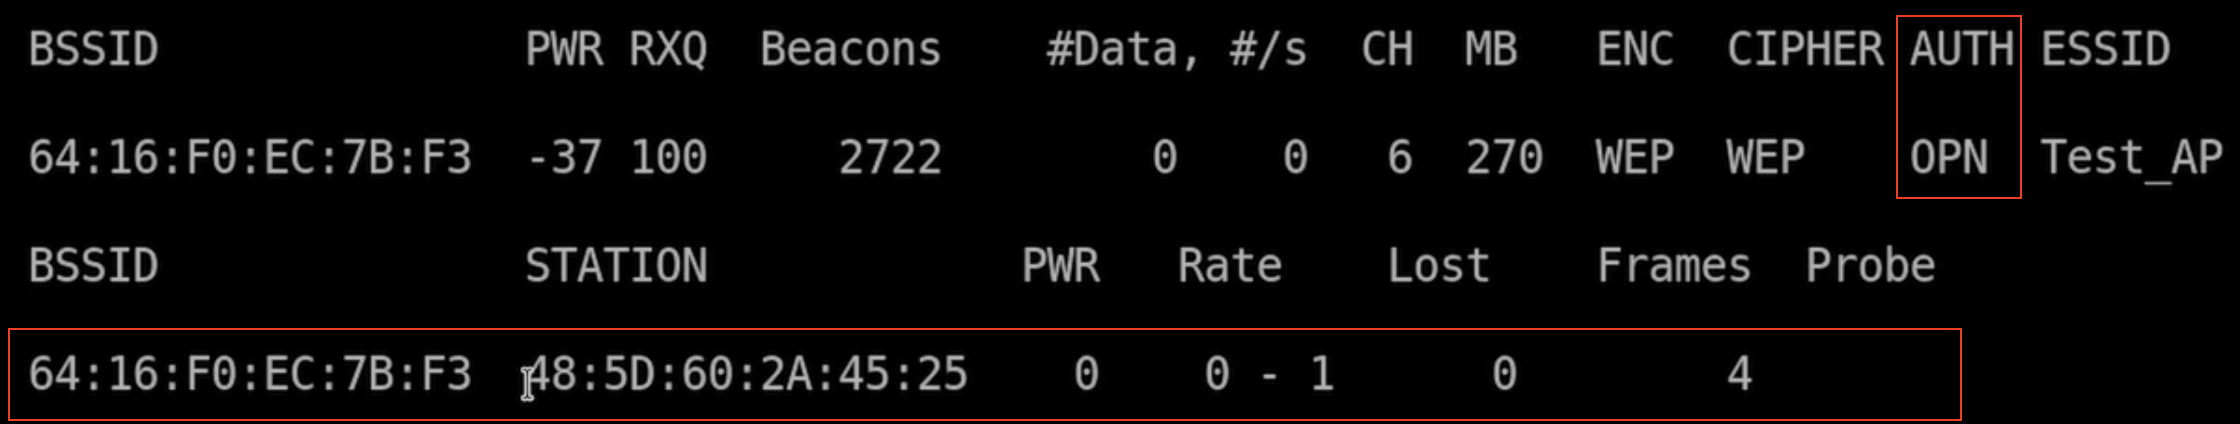 BSSID PWR RXQ Beacons #Data, #/s CH MB ENC CIPHER AUTH ESSID
64:16:F0:EC:7B:F3 -37 100 2722 0 0 6 270 WEP WEP OPN Test_AP
BSSID STATION PWR Rate Lost Frames Probe
64:16:F0:EC:7B:F3 48:5D:60:2A:45:25 0 0 - 1 0 4